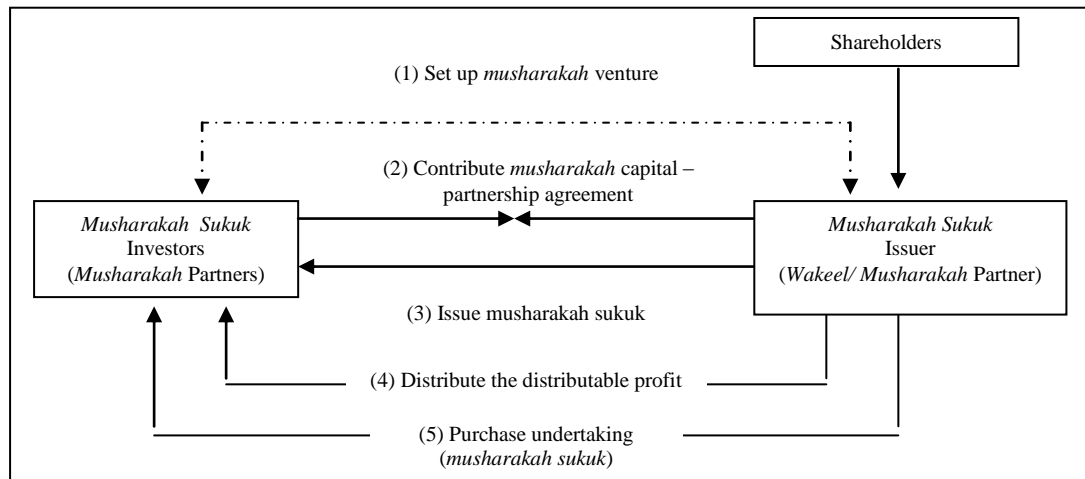 Shareholders
(1) Set up musharakah venture
(2) Contribute musharakah capital –
partnership agreement
Musharakah Sukuk
Investors
(Musharakah Partners)
Musharakah Sukuk
Issuer
(Wakeel/ Musharakah Partner)
(3) Issue musharakah sukuk
(4) Distribute the distributable profit
(5) Purchase undertaking
(musharakah sukuk)